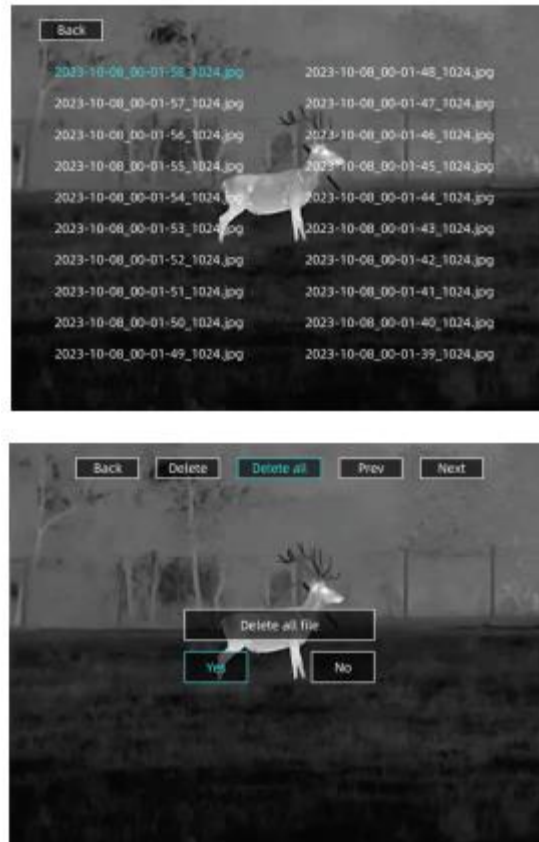 Back
2023-10-08_00-01-58_1024.jpg 2023-10-08_00-01-48_1024.jpg
2023-10-08_00-01-57_1024.jpg 2023-10-08_00-01-47_1024.jpg
2023-10-08_00-01-56_1024.jpg 2023-10-08_00-01-46_1024.jpg
2023-10-08_00-01-55_1024.jpg 2023-10-08_00-01-45_1024.jpg
2023-10-08_00-01-54_1024.jpg 2023-10-08_00-01-44_1024.jpg
2023-10-08_00-01-53_1024.jpg 2023-10-08_00-01-43_1024.jpg
2023-10-08_00-01-52_1024.jpg 2023-10-08_00-01-42_1024.jpg
2023-10-08_00-01-51_1024.jpg 2023-10-08_00-01-41_1024.jpg
2023-10-08_00-01-50_1024.jpg 2023-10-08_00-01-40_1024.jpg
2023-10-08_00-01-49_1024.jpg 2023-10-08_00-01-39_1024.jpg
Back Delete Delete all Prev Next
Delete all file
Yes No